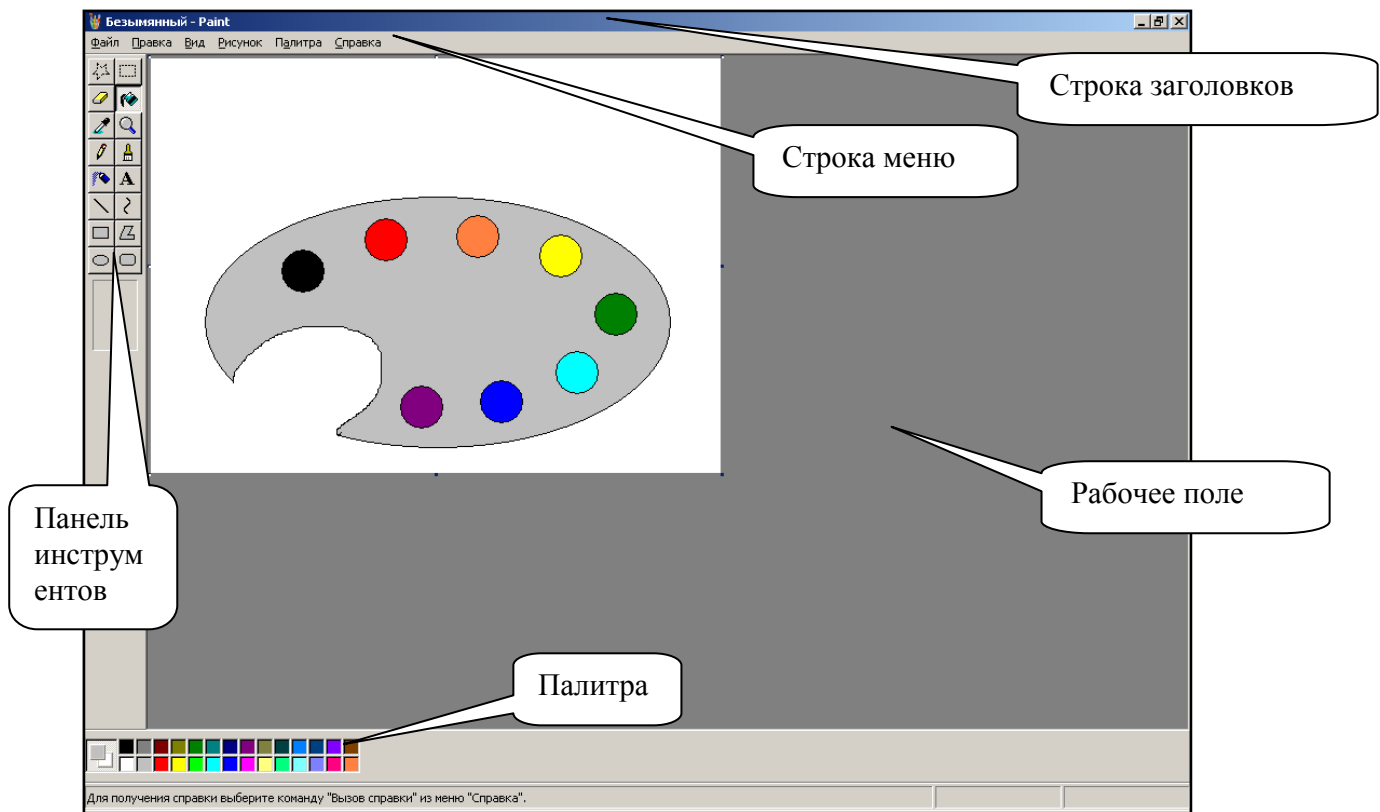 Безымянный - Paint
Файл Правка Вид Рисунок Палитра Справка
Строка заголовков
Строка меню
A
Рабочее поле
Панель
инструм
ентов
Палитра
Для получения справки выберите команду "Вызов справки" из меню "Справка".